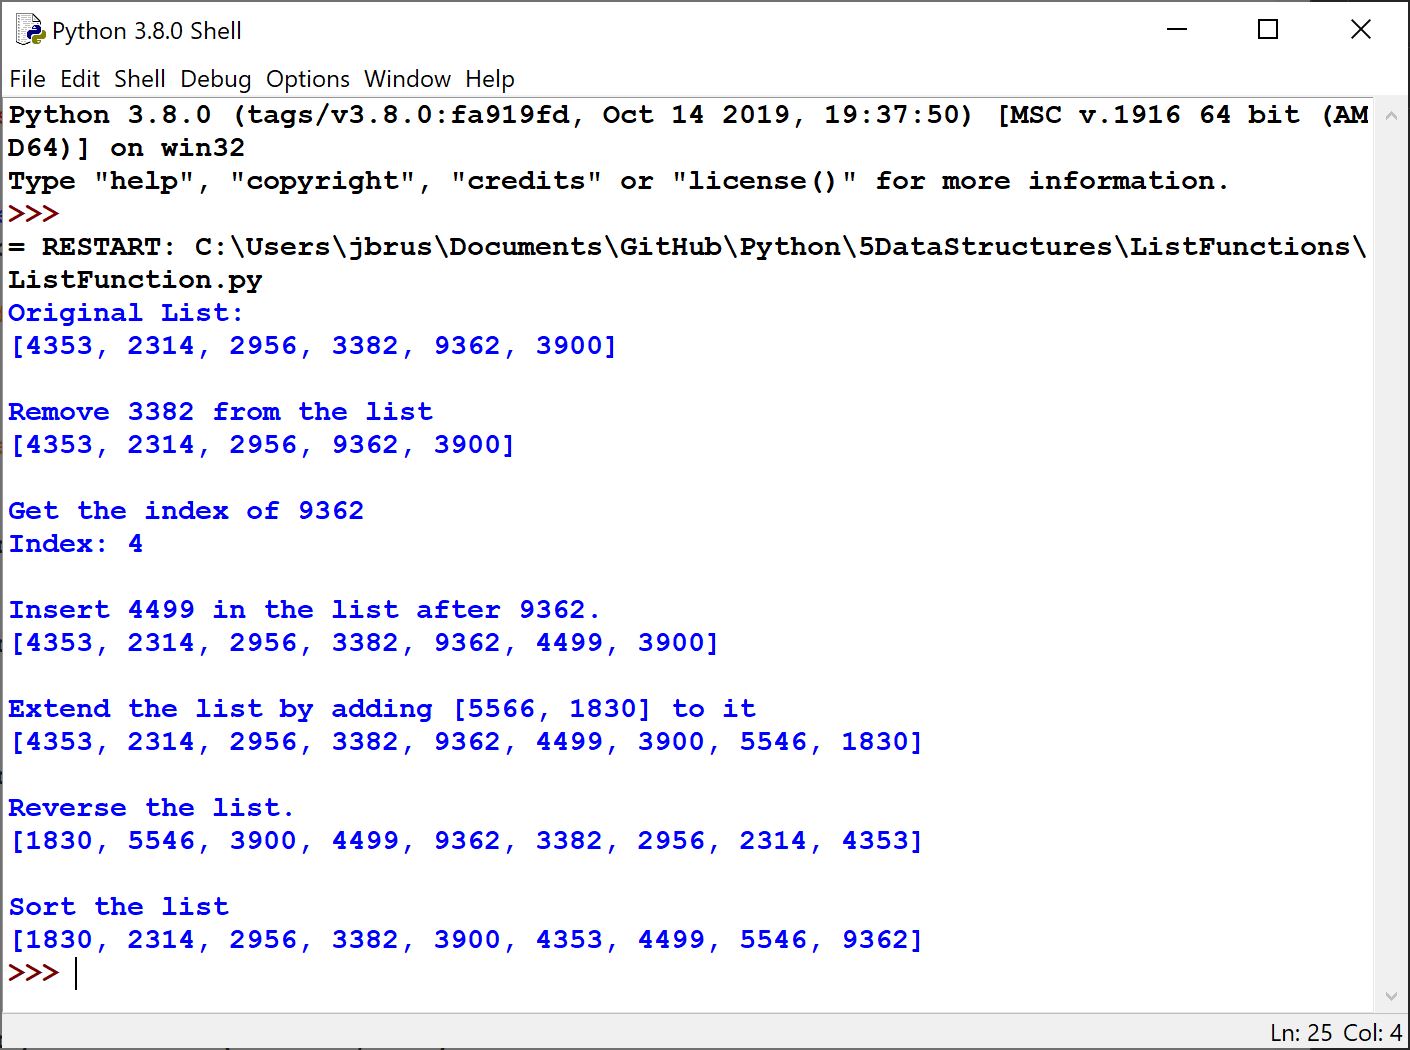 Python 3.8.0 Shell
File Edit Shell Debug Options Window Help
Python 3.8.0 (tags/v3.8.0:fa919fd, Oct 14 2019, 19:37:50) [MSC v.1916 64 bit (AM
D64)] on win32
Type "help", "copyright", "credits" or "license()" for more information.
>>>
= RESTART: C:\Users\jbrus\Documents\GitHub\Python\5DataStructures\ListFunctions\
ListFunction.py
Original List:
[4353, 2314, 2956, 3382, 9362, 3900]
Remove 3382 from the list
[4353, 2314, 2956, 9362, 3900]
Get the index of 9362
Index: 4
Insert 4499 in the list after 9362.
[4353, 2314, 2956, 3382, 9362, 4499, 3900]
Extend the list by adding [5566, 1830] to it
[4353, 2314, 2956, 3382, 9362, 4499, 3900, 5546, 1830]
Reverse the list.
[1830, 5546, 3900, 4499, 9362, 3382, 2956, 2314, 4353]
Sort the list
[1830, 2314, 2956, 3382, 3900, 4353, 4499, 5546, 9362]
>>>
Ln: 25 Col: 4